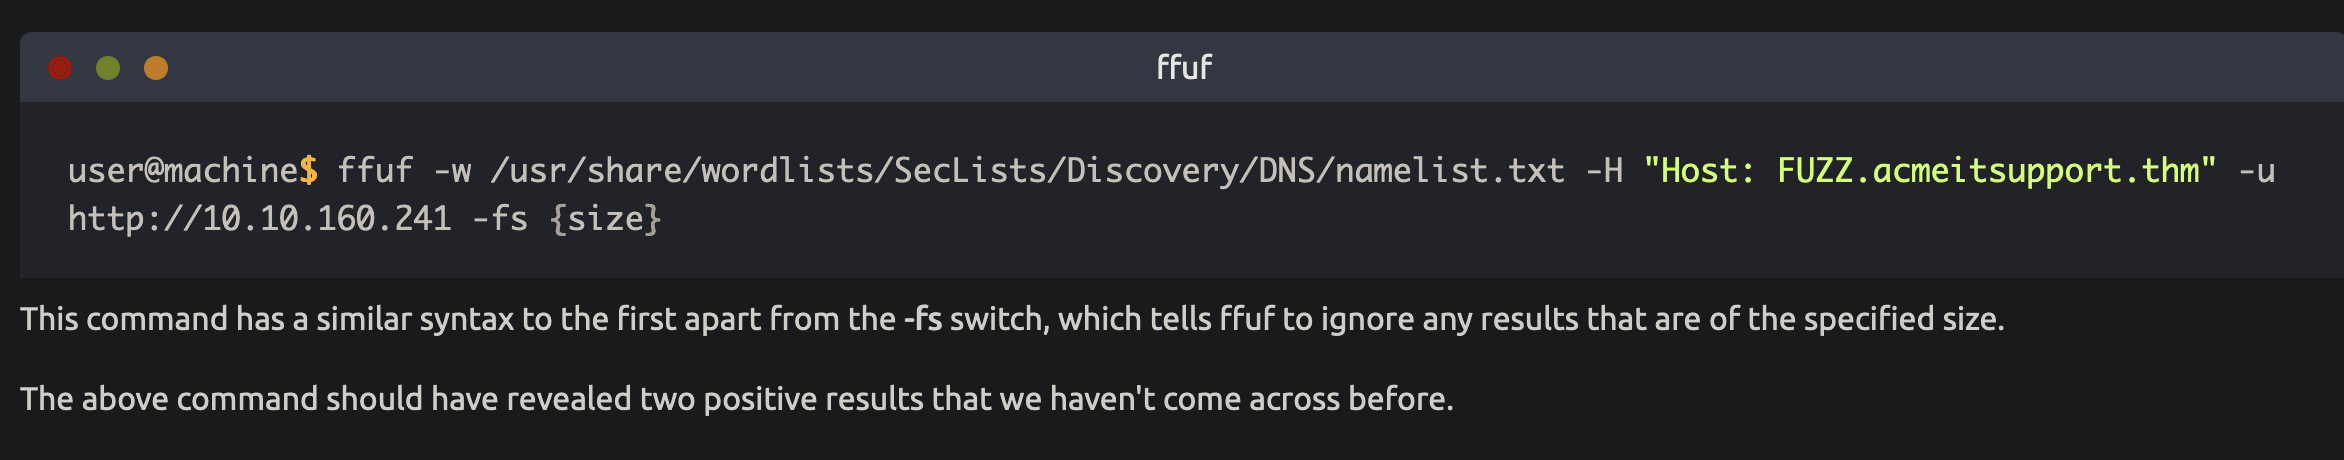 ffuf
user@machine$ ffuf -w /usr/share/wordlists/SecLists/Discovery/DNS/namelist.txt -H "Host: FUZZ.acmeitsupport.thm" -u
http://10.10.160.241 -fs {size}
This command has a similar syntax to the first apart from the -fs switch, which tells ffuf to ignore any results that are of the specified size.
The above command should have revealed two positive results that we haven't come across before.